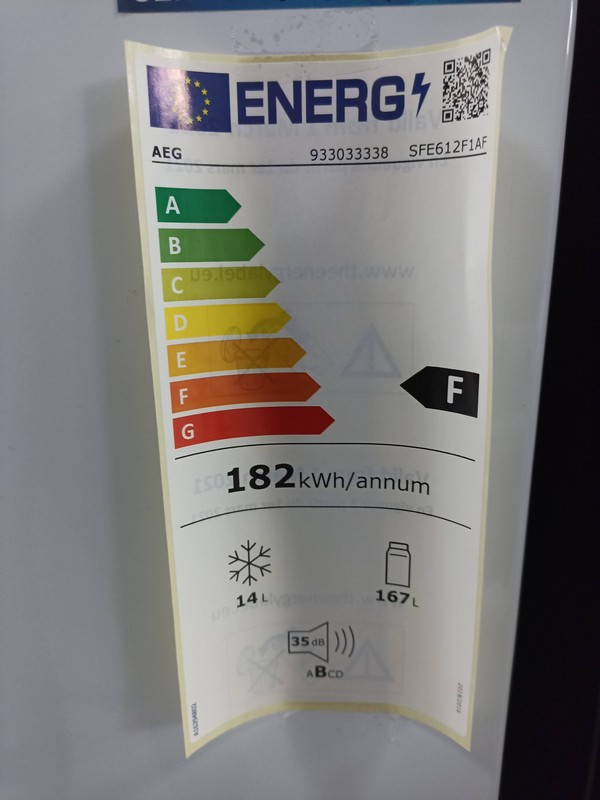 ENERG
AEG 933033338 SFE612F1AF
A
B
C
D
E
F
G
F
182 kWh/annum
14 L
167 L
35 dB
ABCD